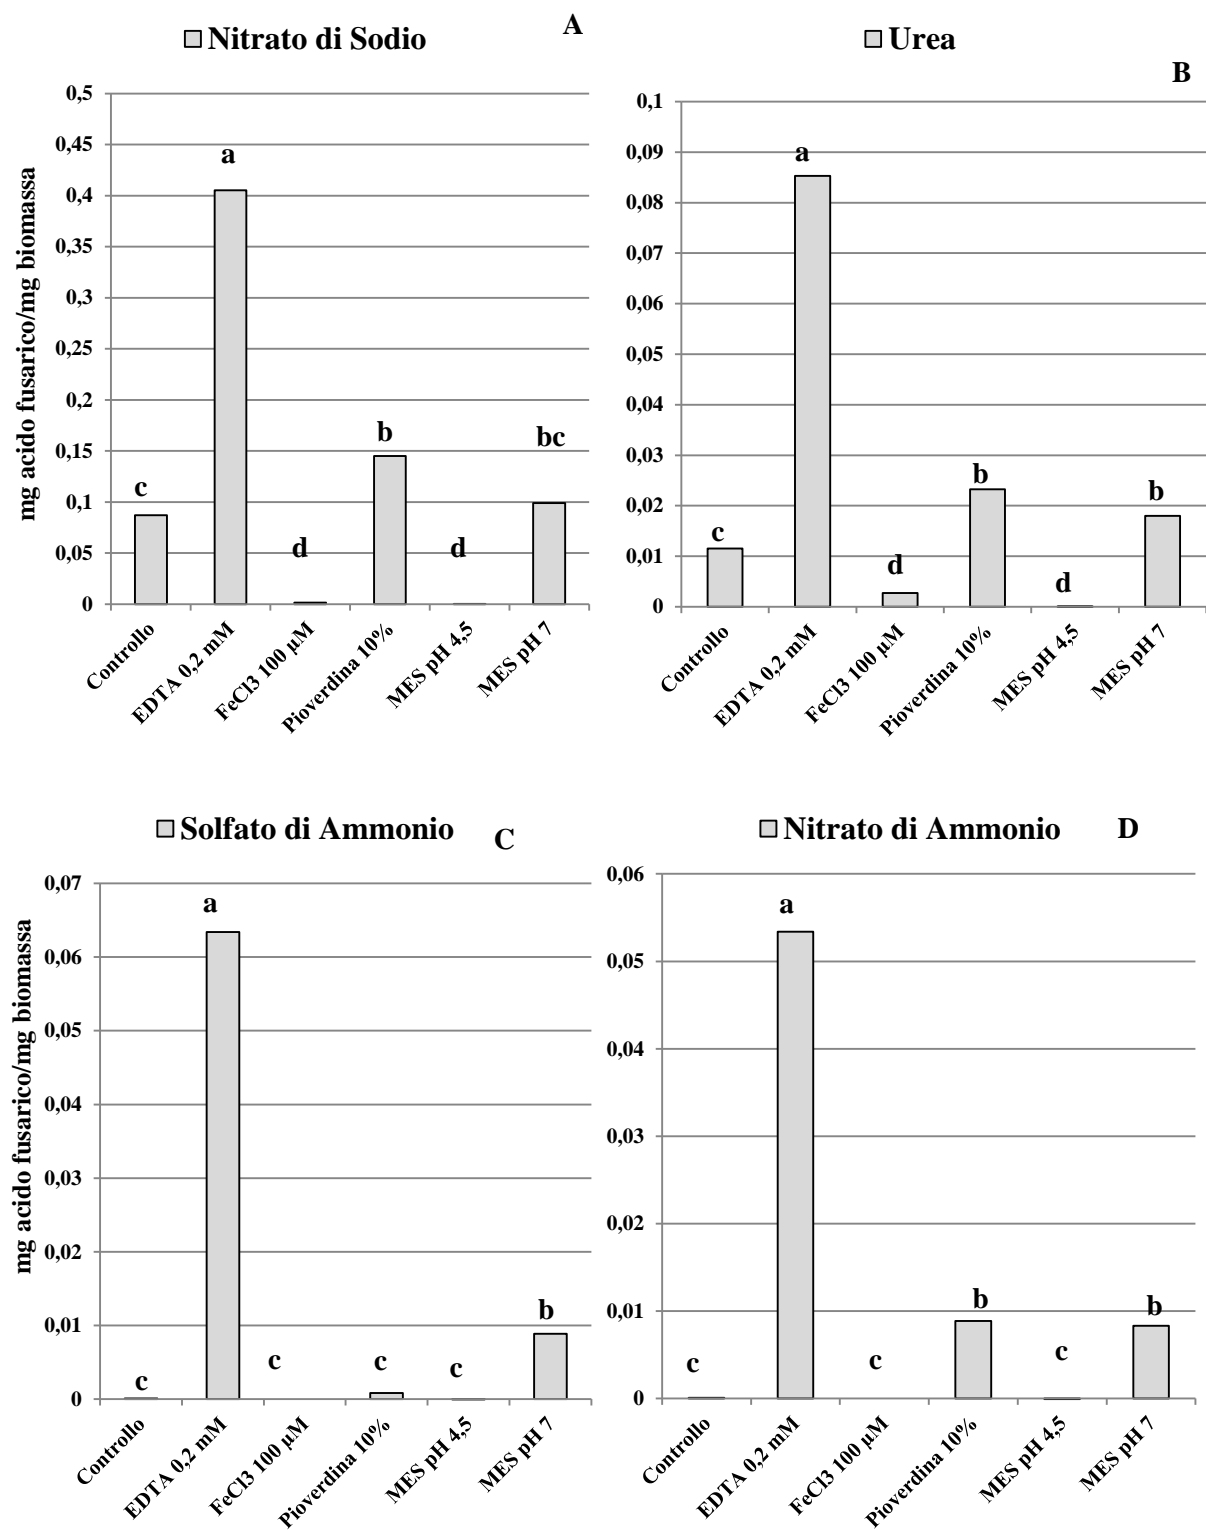 Nitrato di Sodio
A
mg acido fusarico/mg biomassa
0,5
0,45
0,4
0,35
0,3
0,25
0,2
0,15
0,1
0,05
0
c
a
d
b
d
bc
Controllo
EDTA 0,2 mM
FeCl3 100 µM
Pioverdina 10%
MES pH 4,5
MES pH 7
Urea
B
0,1
0,09
0,08
0,07
0,06
0,05
0,04
0,03
0,02
0,01
0
c
a
d
b
d
b
Controllo
EDTA 0,2 mM
FeCl3 100 µM
Pioverdina 10%
MES pH 4,5
MES pH 7
Solfato di Ammonio
C
mg acido fusarico/mg biomassa
0,07
0,06
0,05
0,04
0,03
0,02
0,01
0
c
a
c
c
c
b
Controllo
EDTA 0,2 mM
FeCl3 100 µM
Pioverdina 10%
MES pH 4,5
MES pH 7
Nitrato di Ammonio
D
0,06
0,05
0,04
0,03
0,02
0,01
0
c
a
c
b
c
b
Controllo
EDTA 0,2 mM
FeCl3 100 µM
Pioverdina 10%
MES pH 4,5
MES pH 7